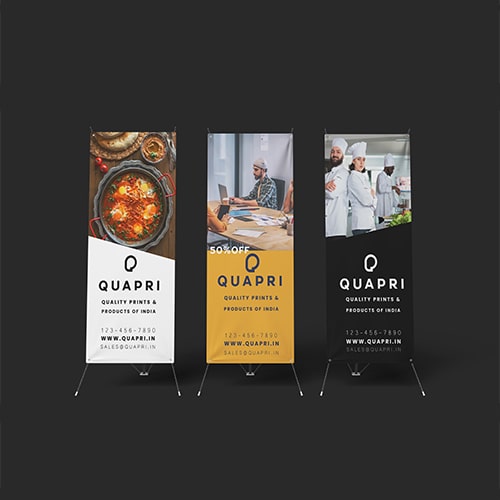 QUAPRI
QUALITY PRINTS &
PRODUCTS OF INDIA
123-456-7890
WWW.QUAPRI.IN
SALES@QUAPRI.IN
50%OFF
QUAPRI
QUALITY PRINTS &
PRODUCTS OF INDIA
123-456-7890
WWW.QUAPRI.IN
SALES@QUAPRI.IN
QUAPRI
QUALITY PRINTS &
PRODUCTS OF INDIA
123-456-7890
WWW.QUAPRI.IN
SALES@QUAPRI.IN